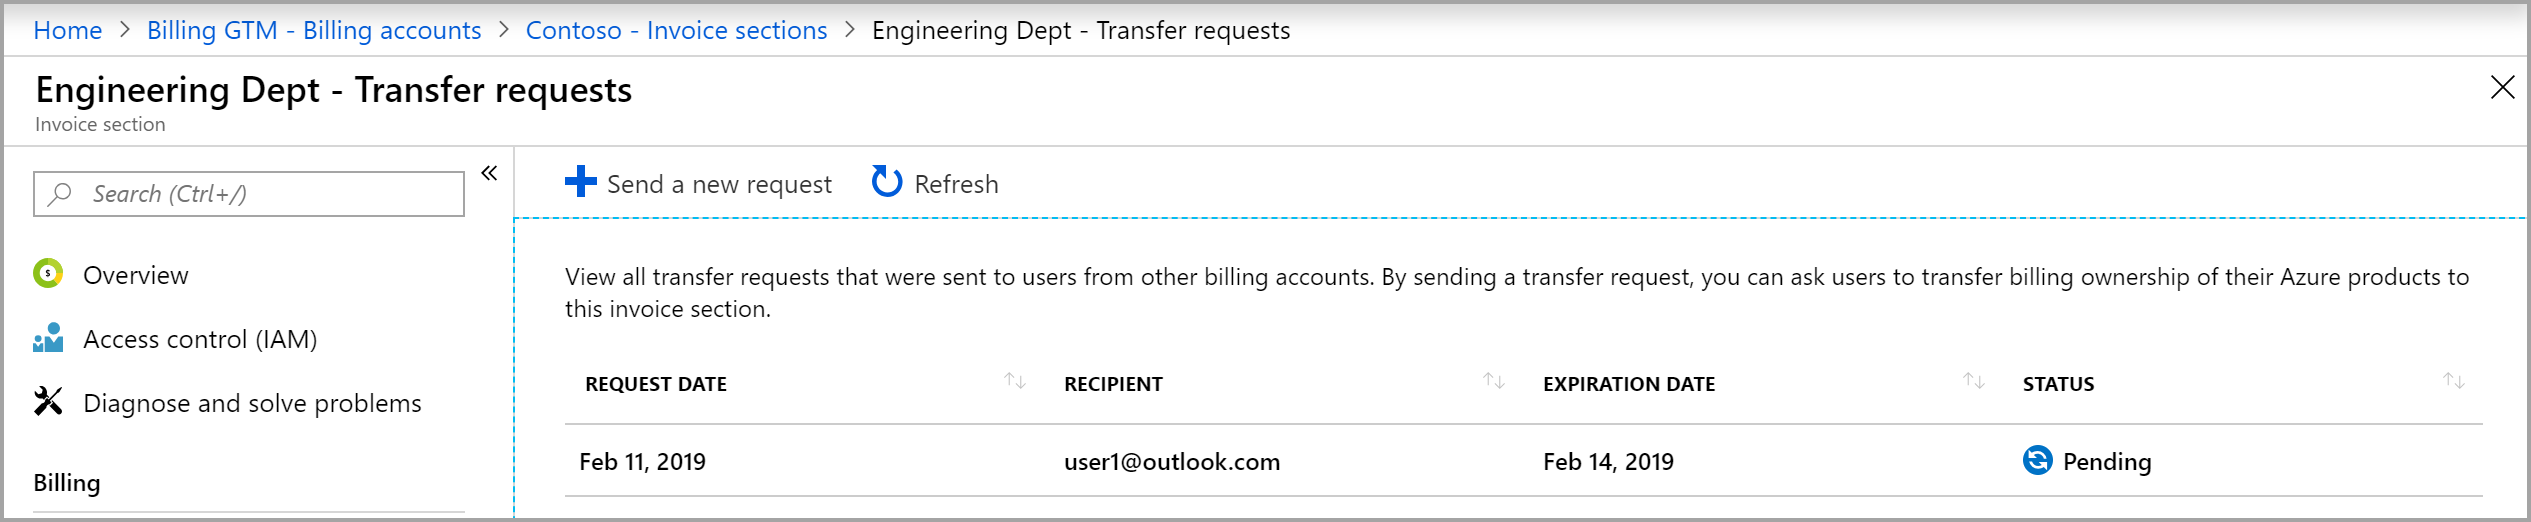 Home > Billing GTM - Billing accounts > Contoso - Invoice sections > Engineering Dept - Transfer requests
Engineering Dept - Transfer requests
Invoice section
Search (Ctrl+/)
«
Overview
Access control (IAM)
Diagnose and solve problems
Billing
Send a new request Refresh
View all transfer requests that were sent to users from other billing accounts. By sending a transfer request, you can ask users to transfer billing ownership of their Azure products to
this invoice section.
REQUEST DATE RECIPIENT EXPIRATION DATE STATUS
Feb 11, 2019 user1@outlook.com Feb 14, 2019 Pending